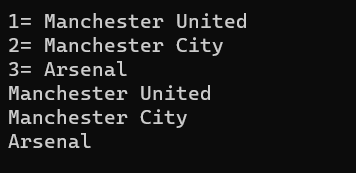 1= Manchester United
2= Manchester City
3= Arsenal
Manchester United
Manchester City
Arsenal